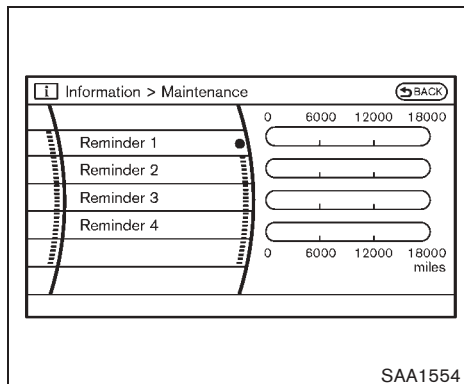 i Information > Maintenance BACK
0 6000 12000 18000
Reminder 1
Reminder 2
Reminder 3
Reminder 4
0 6000 12000 18000
miles
SAA1554